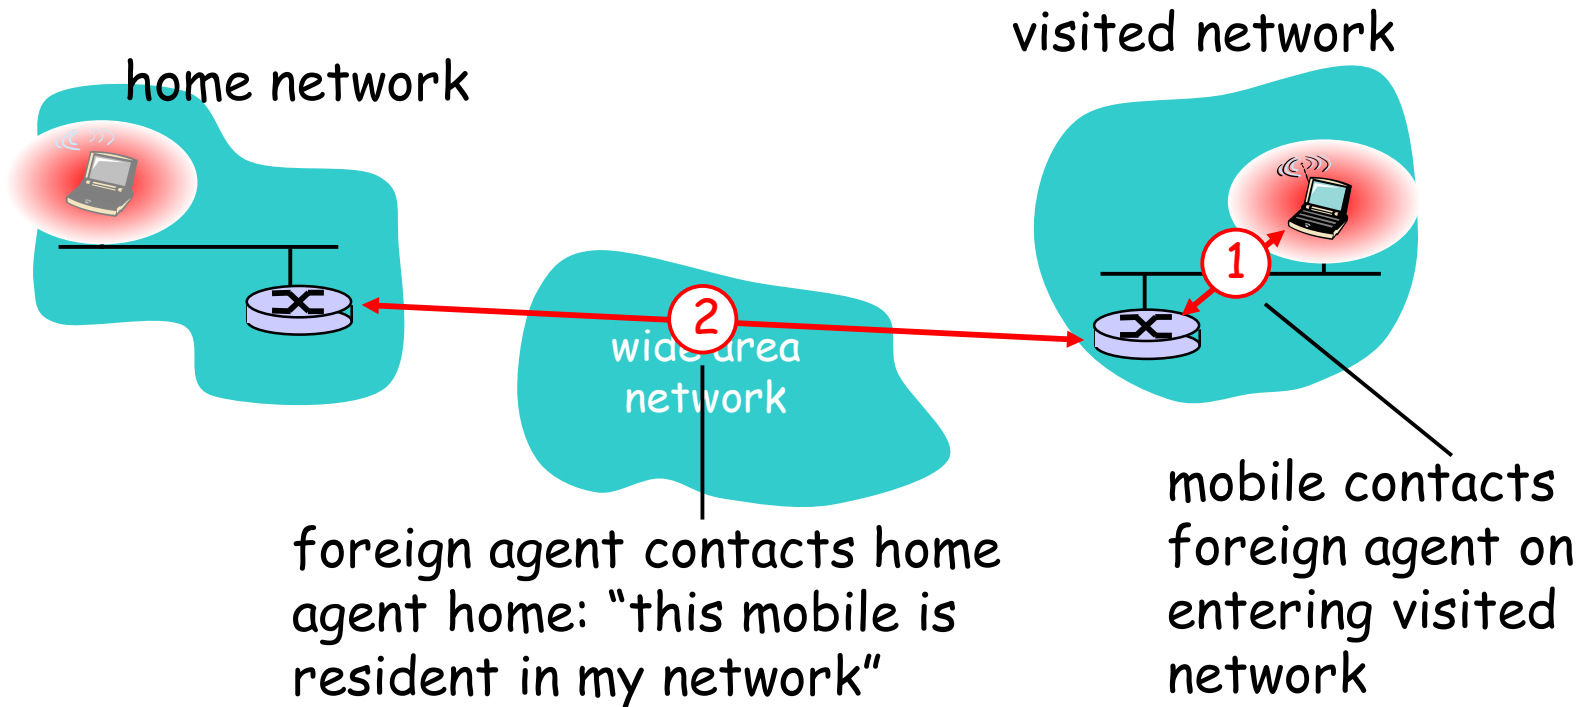 visited network
home network
1
2
wide area
network
mobile contacts
foreign agent on
entering visited
network
foreign agent contacts home
agent home: “this mobile is
resident in my network”